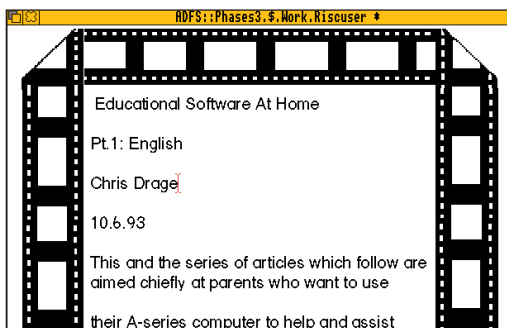 ADFS::Phases3.$.Work.Riscuser *
Educational Software At Home
Pt.1: English
Chris Drage
10.6.93
This and the series of articles which follow are
aimed chiefly at parents who want to use
their A-series computer to help and assist